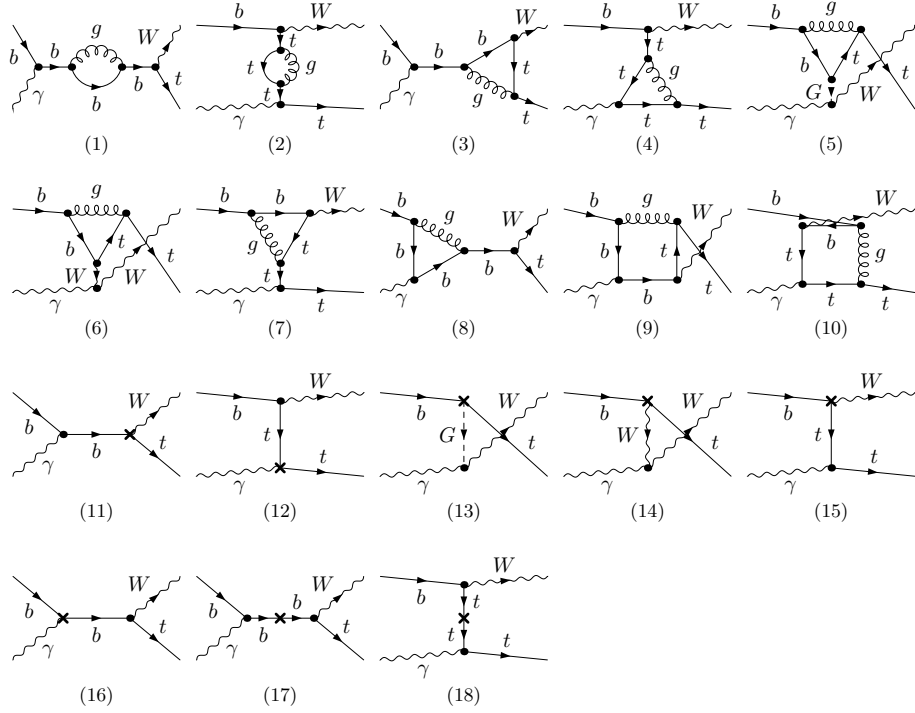 b γ b g b b W t
b W t t g t γ t
b γ b b g W t t
b W t t g t γ t
b g t G W γ t
b g b t W W γ t
b b W g t t γ t
b g b γ b W t
b g b t W b γ t
b W b t g γ t t
(1) (2) (3) (4) (5)
(6) (7) (8) (9) (10)
b γ b W t
b W t γ t
b W G γ t
b W W γ t
b W t γ t
(11) (12) (13) (14) (15)
b γ b W t
b γ b b W t
b W t t γ t
(16) (17) (18)